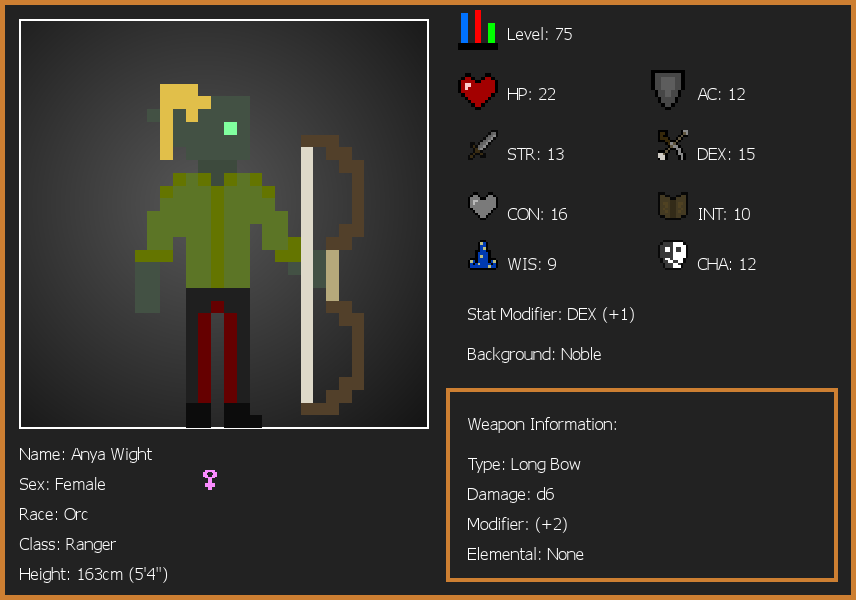 Level: 75
HP: 22
AC: 12
STR: 13
DEX: 15
CON: 16
INT: 10
WIS: 9
CHA: 12
Stat Modifier: DEX (+1)
Background: Noble
Weapon Information:
Type: Long Bow
Damage: d6
Modifier: (+2)
Elemental: None
Name: Anya Wight
Sex: Female
Race: Orc
Class: Ranger
Height: 163cm (5'4")